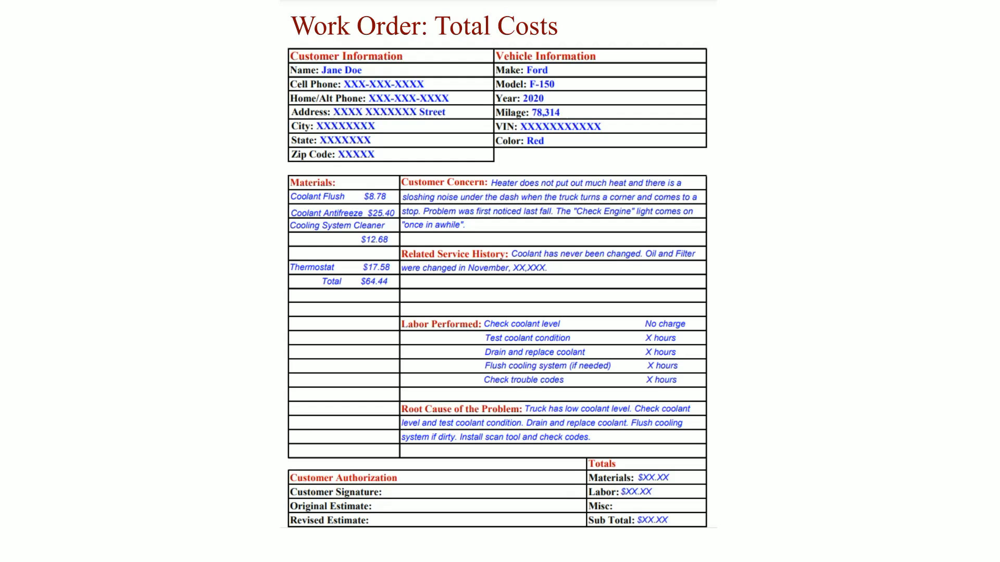 Work Order: Total Costs
Customer Information
Name: Jane Doe
Cell Phone: XXX-XXX-XXXX
Home/Alt Phone: XXX-XXX-XXXX
Address: XXXX XXXXXXX Street
City: XXXXXXXX
State: XXXXXXX
Zip Code: XXXXX
Vehicle Information
Make: Ford
Model: F-150
Year: 2020
Milage: 78,314
VIN: XXXXXXXXXXX
Color: Red
Materials:
Coolant Flush $8.78
Coolant Antifreeze $25.40
Cooling System Cleaner
$12.68
Thermostat $17.58
Total $64.44
Customer Concern: Heater does not put out much heat and there is a
sloshing noise under the dash when the truck turns a corner and comes to a
stop. Problem was first noticed last fall. The "Check Engine" light comes on
"once in awhile".
Related Service History: Coolant has never been changed. Oil and Filter
were changed in November, XX,XXX.
Labor Performed: Check coolant level No charge
Test coolant condition X hours
Drain and replace coolant X hours
Flush cooling system (if needed) X hours
Check trouble codes X hours
Root Cause of the Problem: Truck has low coolant level. Check coolant
level and test coolant condition. Drain and replace coolant. Flush cooling
system if dirty. Install scan tool and check codes.
Customer Authorization
Customer Signature:
Original Estimate:
Revised Estimate:
Totals
Materials: $XX.XX
Labor: $XX.XX
Misc:
Sub Total: $XX.XX